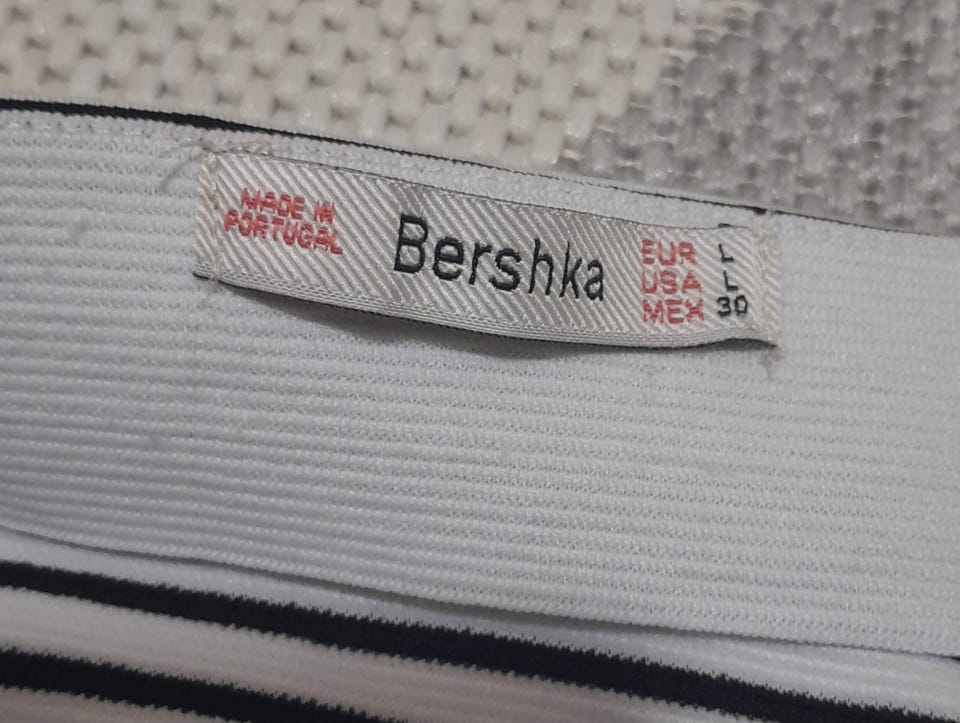 MADE IN
PORTUGAL
Bershka
EUR L
USA L
MEX 30